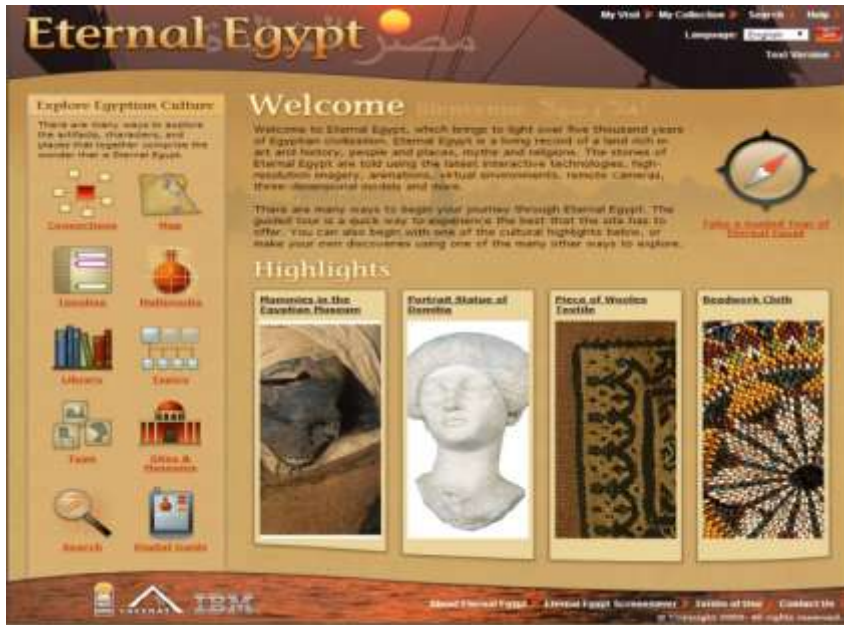 Eternal Egypt
My Visit My Collection Search Help
Language: English
Text Version
Explore Egyptian Culture
There are many ways to explore
the artifacts, characters, and
places that together comprise the
wonder that is Eternal Egypt.
Connections Map
Timeline Multimedia
Library Topics
Types Sites &
Museums
Search Digital Guide
Welcome
Welcome to Eternal Egypt, which brings to light over five thousand years
of Egyptian civilization. Eternal Egypt is a living record of a land rich in
art and history, people and places, myths and religions. The stories of
Eternal Egypt are told using the latest interactive technologies, high-
resolution imagery, animations, virtual environments, remote cameras,
three-dimensional models and more.
There are many ways to begin your journey through Eternal Egypt. The
guided tour is a quick way to experience the best that the site has to
offer. You can also begin with one of the cultural highlights below, or
make your own discoveries using one of the many other ways to explore.
Take a Guided Tour of
Eternal Egypt
Highlights
Mummies in the
Egyptian Museum
Portrait Statue of
Piece of Woolen
Textile
Beadwork Cloth
IBM
About Eternal Egypt Eternal Egypt Screensaver Terms of Use Contact Us
© Copyright 2005. All rights reserved.